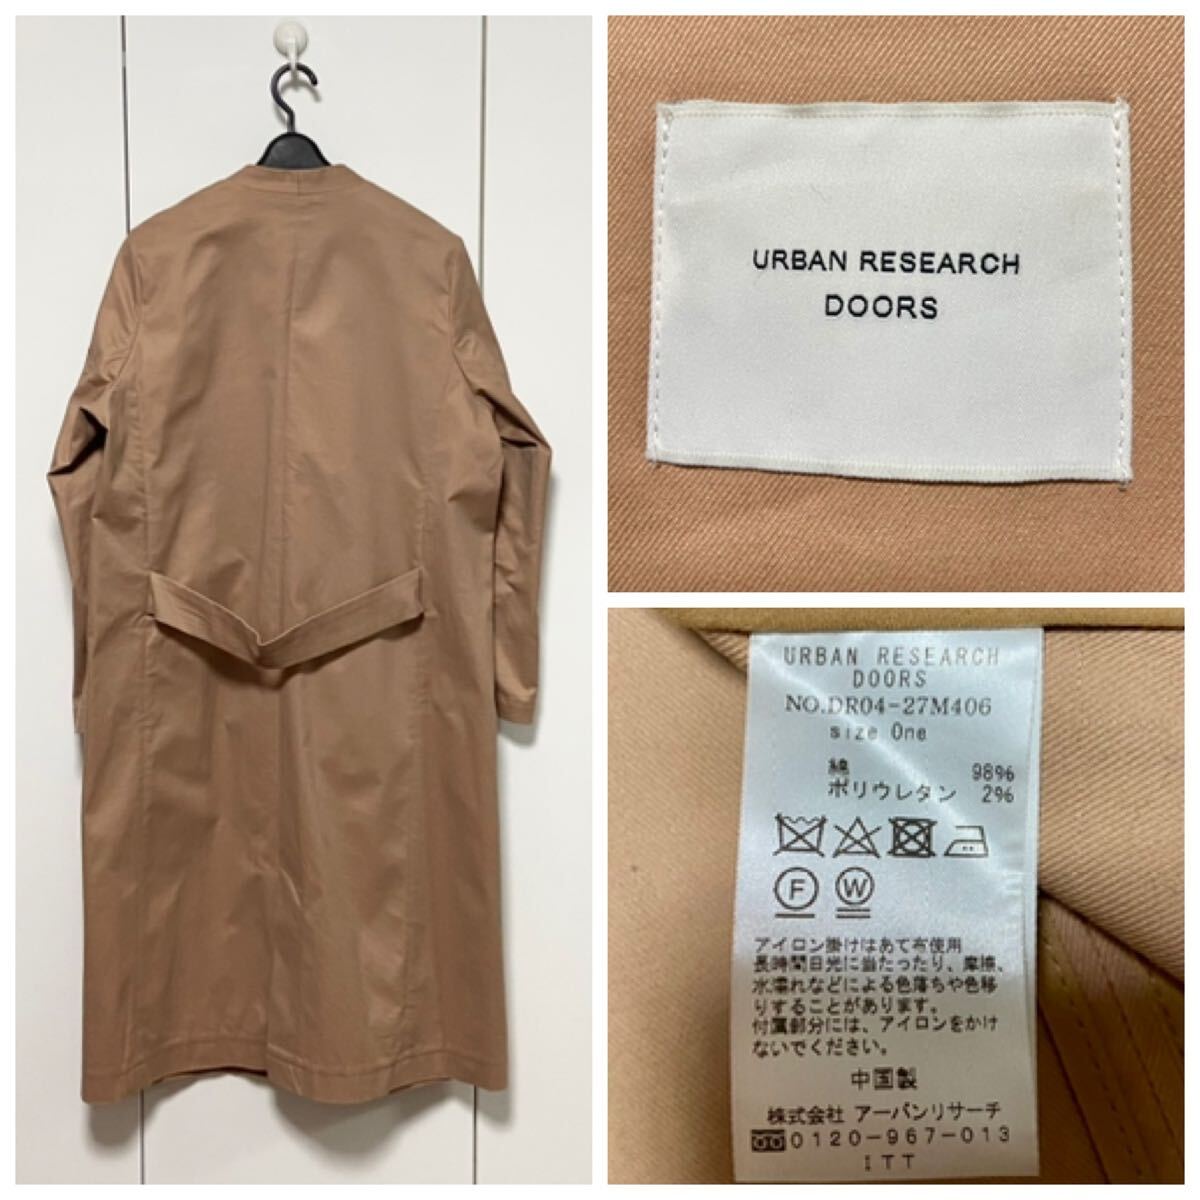 URBAN RESEARCH
DOORS
URBAN RESEARCH
DOORS
NO.DR04-27M406
size One
綿 98%
ポリウレタン 2%
F W
アイロン掛けはあて布使用
長時間日光に当たったり、摩擦、
水濡れなどによる色落ちや色移
りすることがあります。
付属部分には、アイロンをかけ
ないでください。
中国製
株式会社 アーバンリサーチ
0120-967-013
ITT